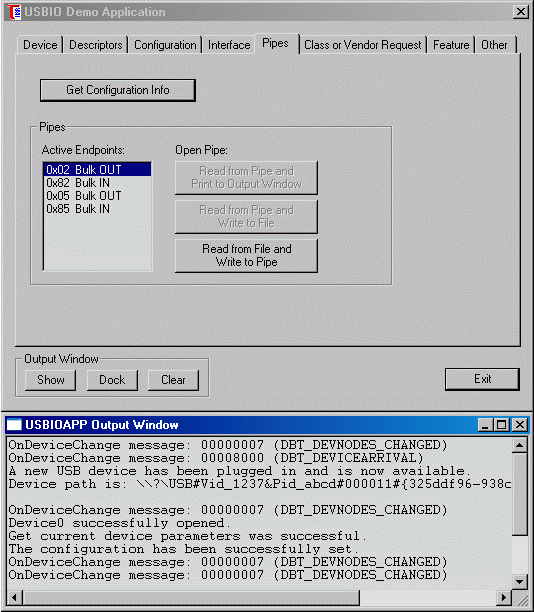 USBIO Demo Application
Device Descriptors Configuration Interface Pipes Class or Vendor Request Feature Other
Get Configuration Info
Pipes
Active Endpoints:
0x02 Bulk OUT
0x82 Bulk IN
0x05 Bulk OUT
0x85 Bulk IN
Open Pipe:
Read from Pipe and
Print to Output Window
Read from Pipe and
Write to File
Read from File and
Write to Pipe
Output Window
Show Dock Clear
Exit
USBIOAPP Output Window
OnDeviceChange message: 00000007 (DBT_DEVNODES_CHANGED)
OnDeviceChange message: 00008000 (DBT_DEVICEARRIVAL)
A new USB device has been plugged in and is now available.
Device path is: \\?\USB#Vid_1237&Pid_abcd#000011#{325ddf96-938c
OnDeviceChange message: 00000007 (DBT_DEVNODES_CHANGED)
Device0 successfully opened.
Get current device parameters was successful.
The configuration has been successfully set.
OnDeviceChange message: 00000007 (DBT_DEVNODES_CHANGED)
OnDeviceChange message: 00000007 (DBT_DEVNODES_CHANGED)